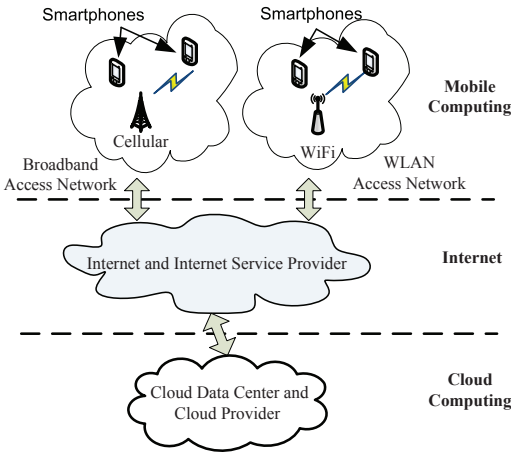 Smartphones
Smartphones
Mobile
Computing
Cellular
WiFi
Broadband
Access Network
WLAN
Access Network
Internet and Internet Service Provider
Internet
Cloud Data Center and
Cloud Provider
Cloud
Computing